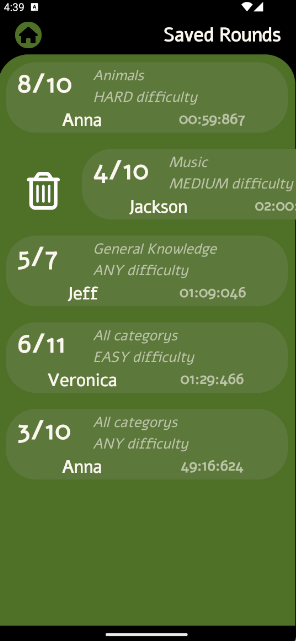 4:39 A
Saved Rounds
8/10 Animals
HARD difficulty
Anna 00:59:867
4/10 Music
MEDIUM difficulty
Jackson 02:00:
5/7 General Knowledge
ANY difficulty
Jeff 01:09:046
6/11 All categorys
EASY difficulty
Veronica 01:29:466
3/10 All categorys
ANY difficulty
Anna 49:16:624